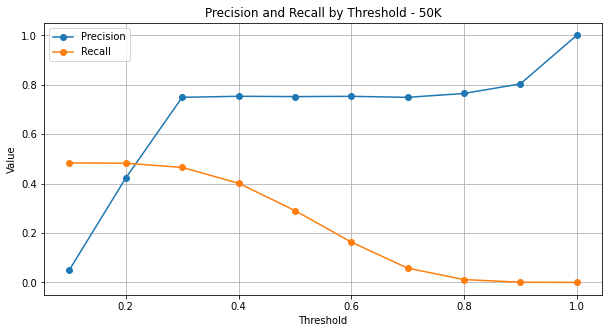 Precision and Recall by Threshold - 50K
Precision
Recall
Value
1.0
0.8
0.6
0.4
0.2
0.0
0.2
0.4
0.6
0.8
1.0
Threshold